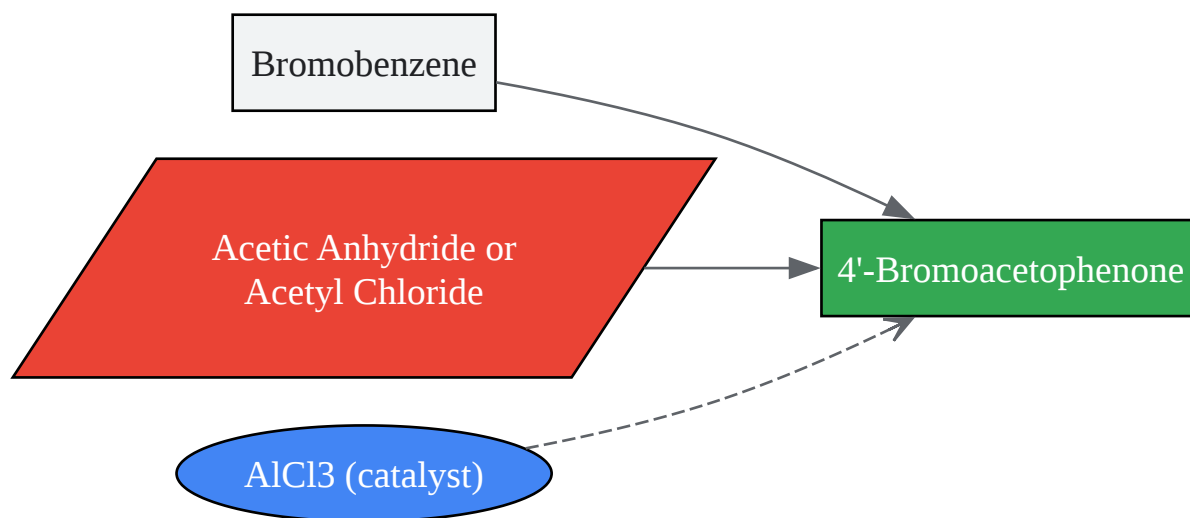 Bromobenzene
Acetic Anhydride or
Acetyl Chloride
4'-Bromoacetophenone
AlCl3 (catalyst)